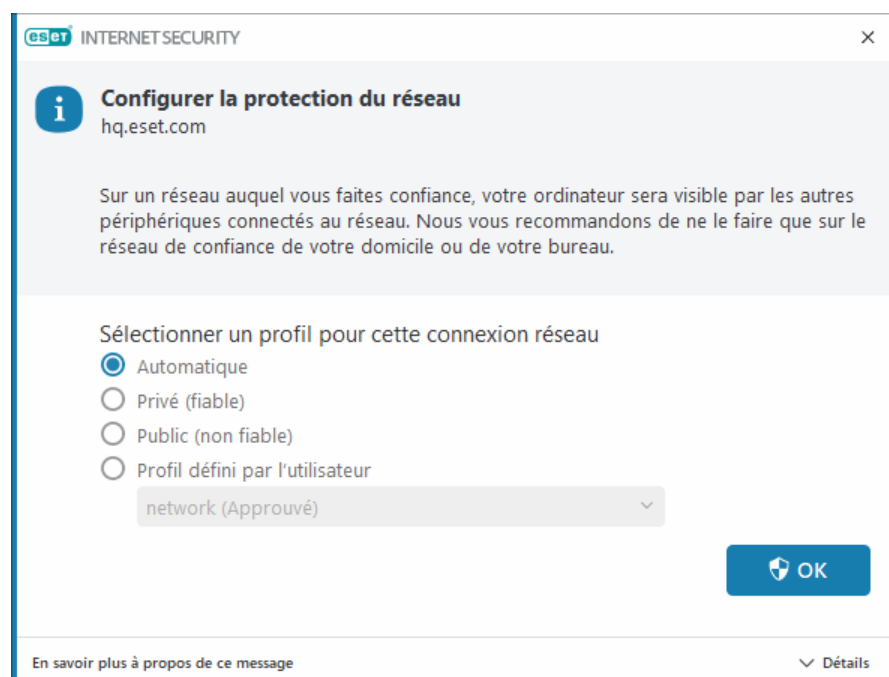 eset INTERNET SECURITY
Configurer la protection du réseau
hq.eset.com
Sur un réseau auquel vous faites confiance, votre ordinateur sera visible par les autres
périphériques connectés au réseau. Nous vous recommandons de ne le faire que sur le
réseau de confiance de votre domicile ou de votre bureau.
Sélectionner un profil pour cette connexion réseau
Automatique
Privé (fiable)
Public (non fiable)
Profil défini par l'utilisateur
network (Approuvé)
OK
En savoir plus à propos de ce message
Détails